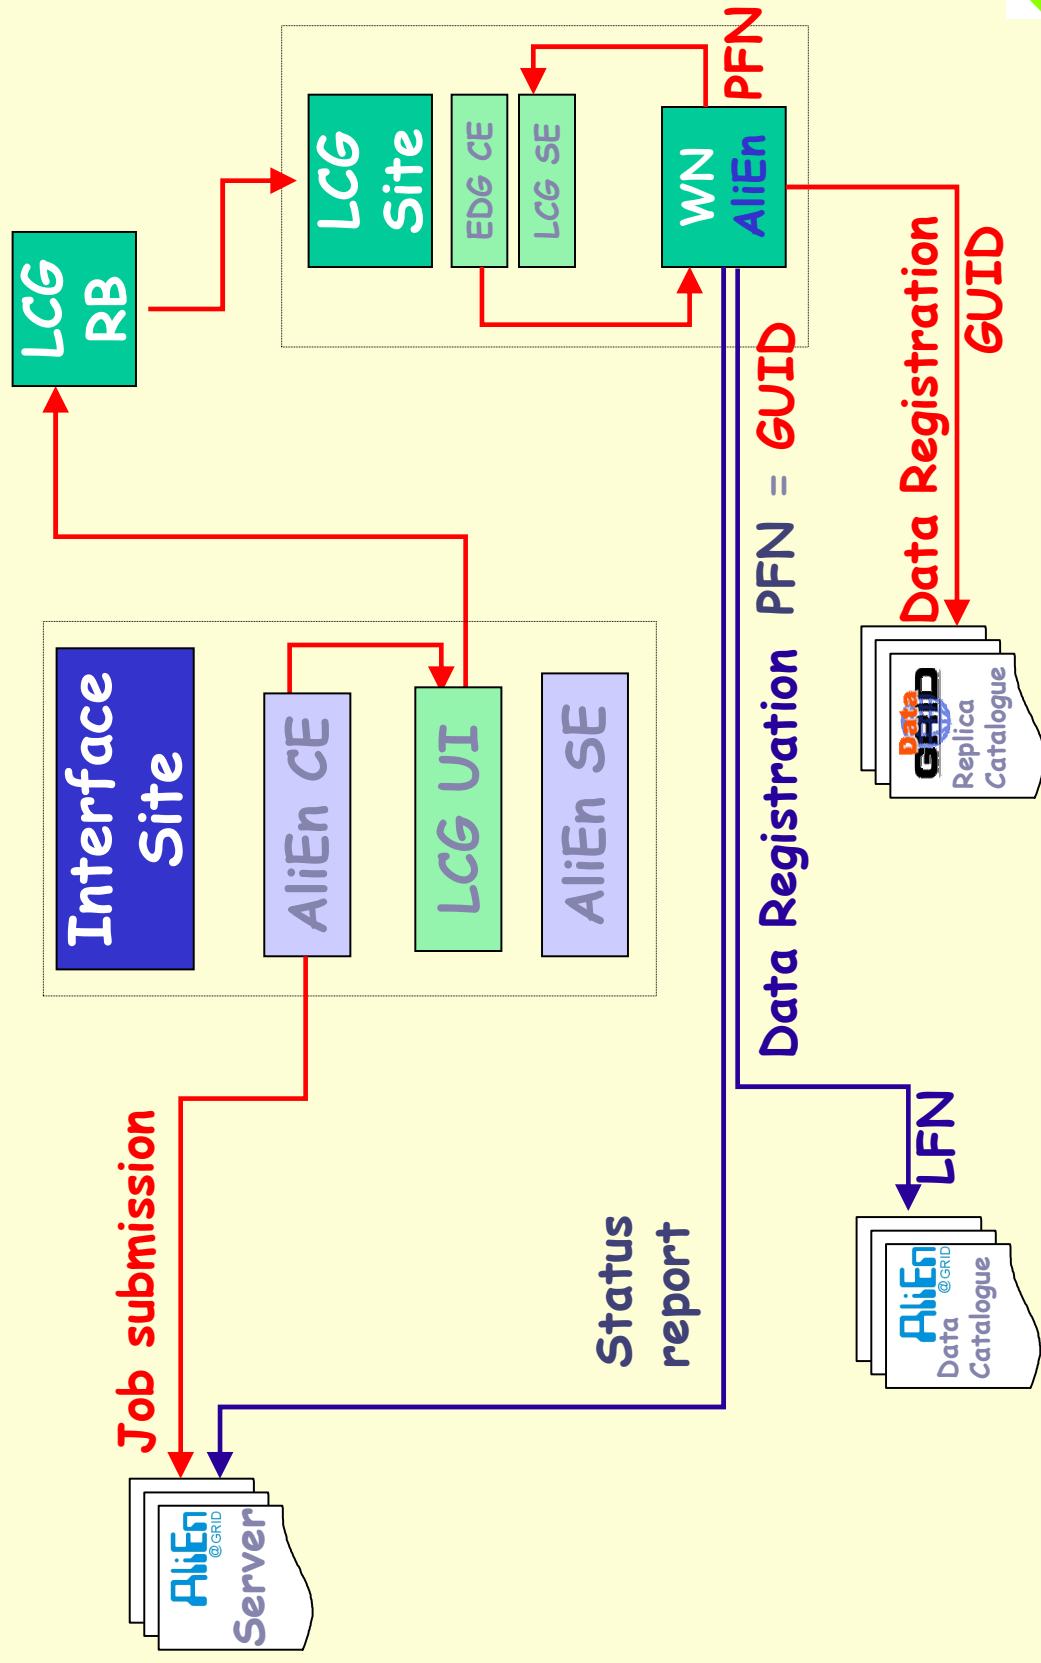 Job submission
AliEn
@GRID
Server
Interface
Site
AliEn CE
LCG UI
AliEn SE
LCG
RB
LCG
Site
EDG CE
LCG SE
WN
AliEn
PFN
Status
report
Data Registration PFN = GUID
LFN
AliEn
@GRID
Data
Catalogue
Data Registration
GUID
Data
GRID
Replica
Catalogue